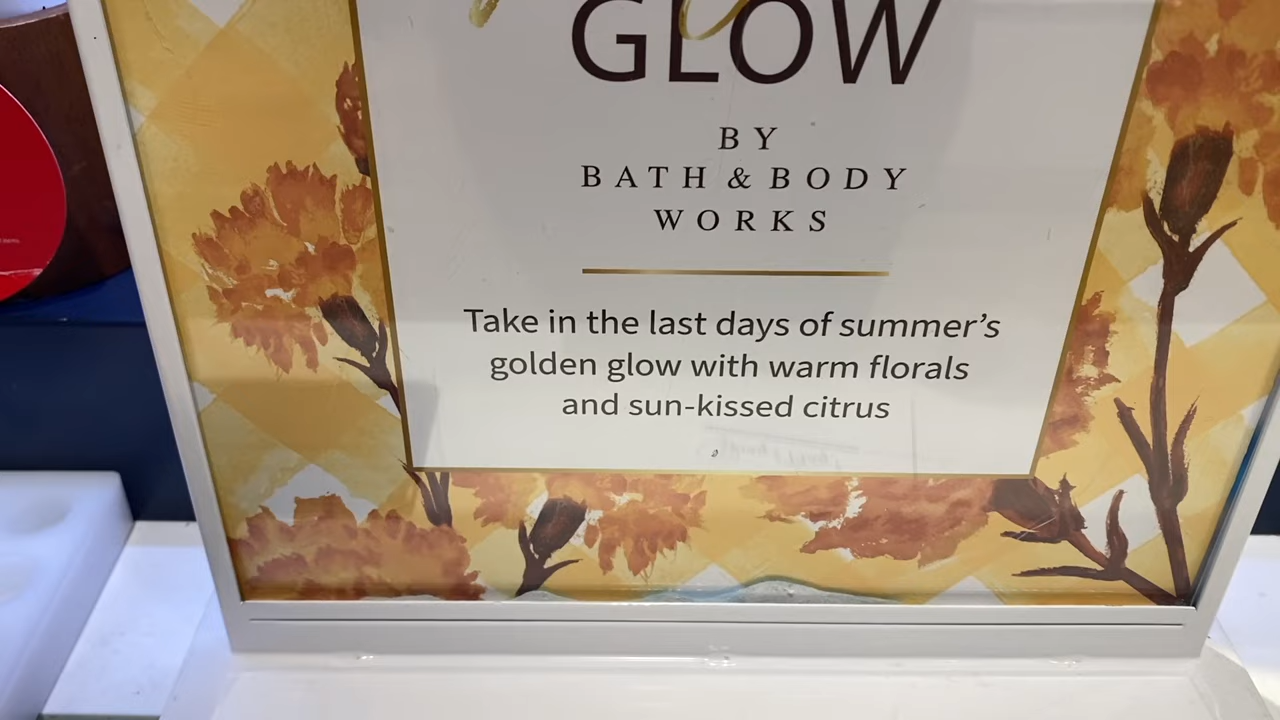 GLOW
BY
BATH & BODY
WORKS
Take in the last days of summer's
golden glow with warm florals
and sun-kissed citrus